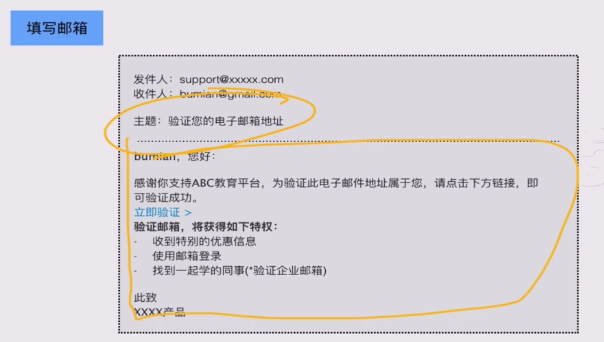 填写邮箱
发件人：support@xxxxx.com
收件人：bumian@gmail.com
主题：验证您的电子邮箱地址
bumian，您好：
感谢你支持ABC教育平台，为验证此电子邮件地址属于您，请点击下方链接，即
可验证成功。
立即验证 >
验证邮箱，将获得如下特权：
- 收到特别的优惠信息
- 使用邮箱登录
- 找到一起学的同事(*验证企业邮箱)
此致
XXXX产品